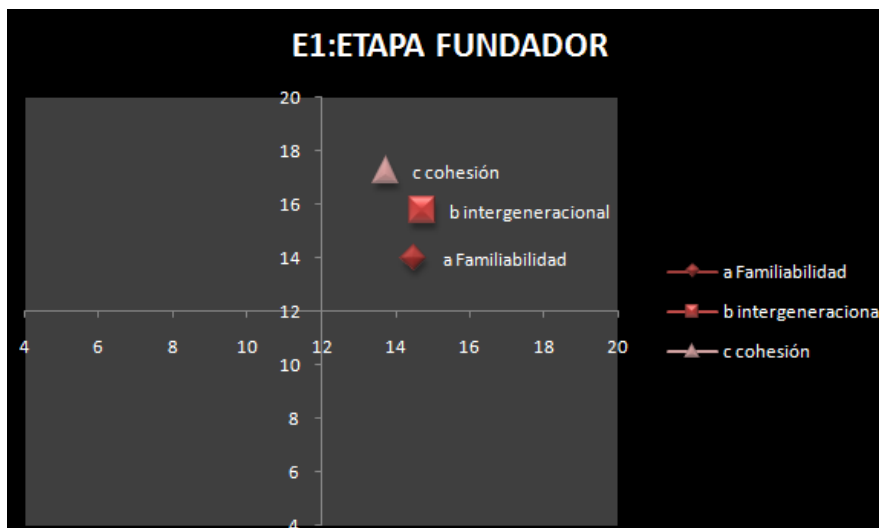 E1:ETAPA FUNDADOR
20
18
c cohesión
16
b intergeneracional
14
a Familiabilidad
12
4 6 8 10 12 14 16 18 20
10
8
6
4
a Familiabilidad
b intergeneraciona
c cohesión